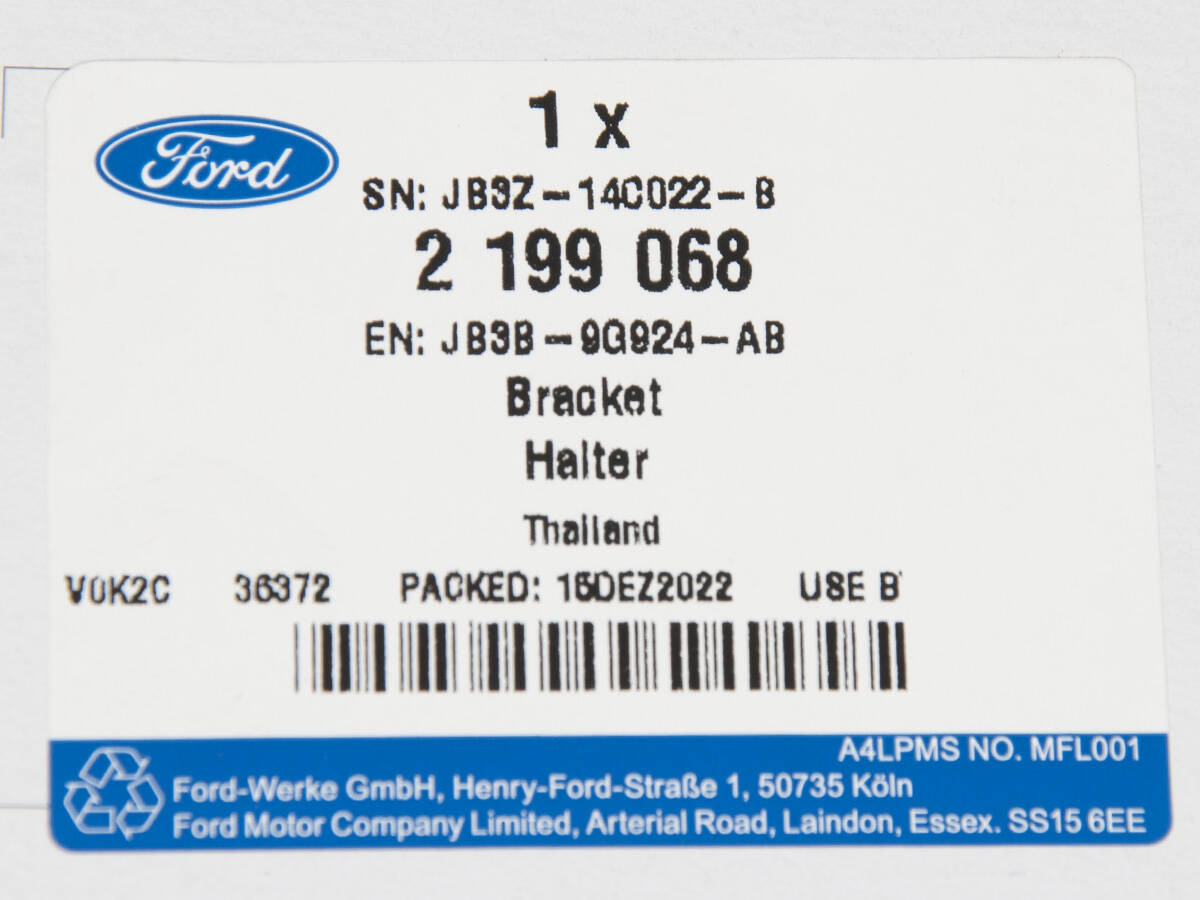 Ford
1 x
SN: JB3Z-14C022-B
2 199 068
EN: JB3B-9G924-AB
Bracket
Halter
Thailand
V0K2C 36372 PACKED: 15DEZ2022 USE B
A4LPMS NO. MFL001
Ford-Werke GmbH, Henry-Ford-Straße 1, 50735 Köln
Ford Motor Company Limited, Arterial Road, Laindon, Essex. SS15 6EE